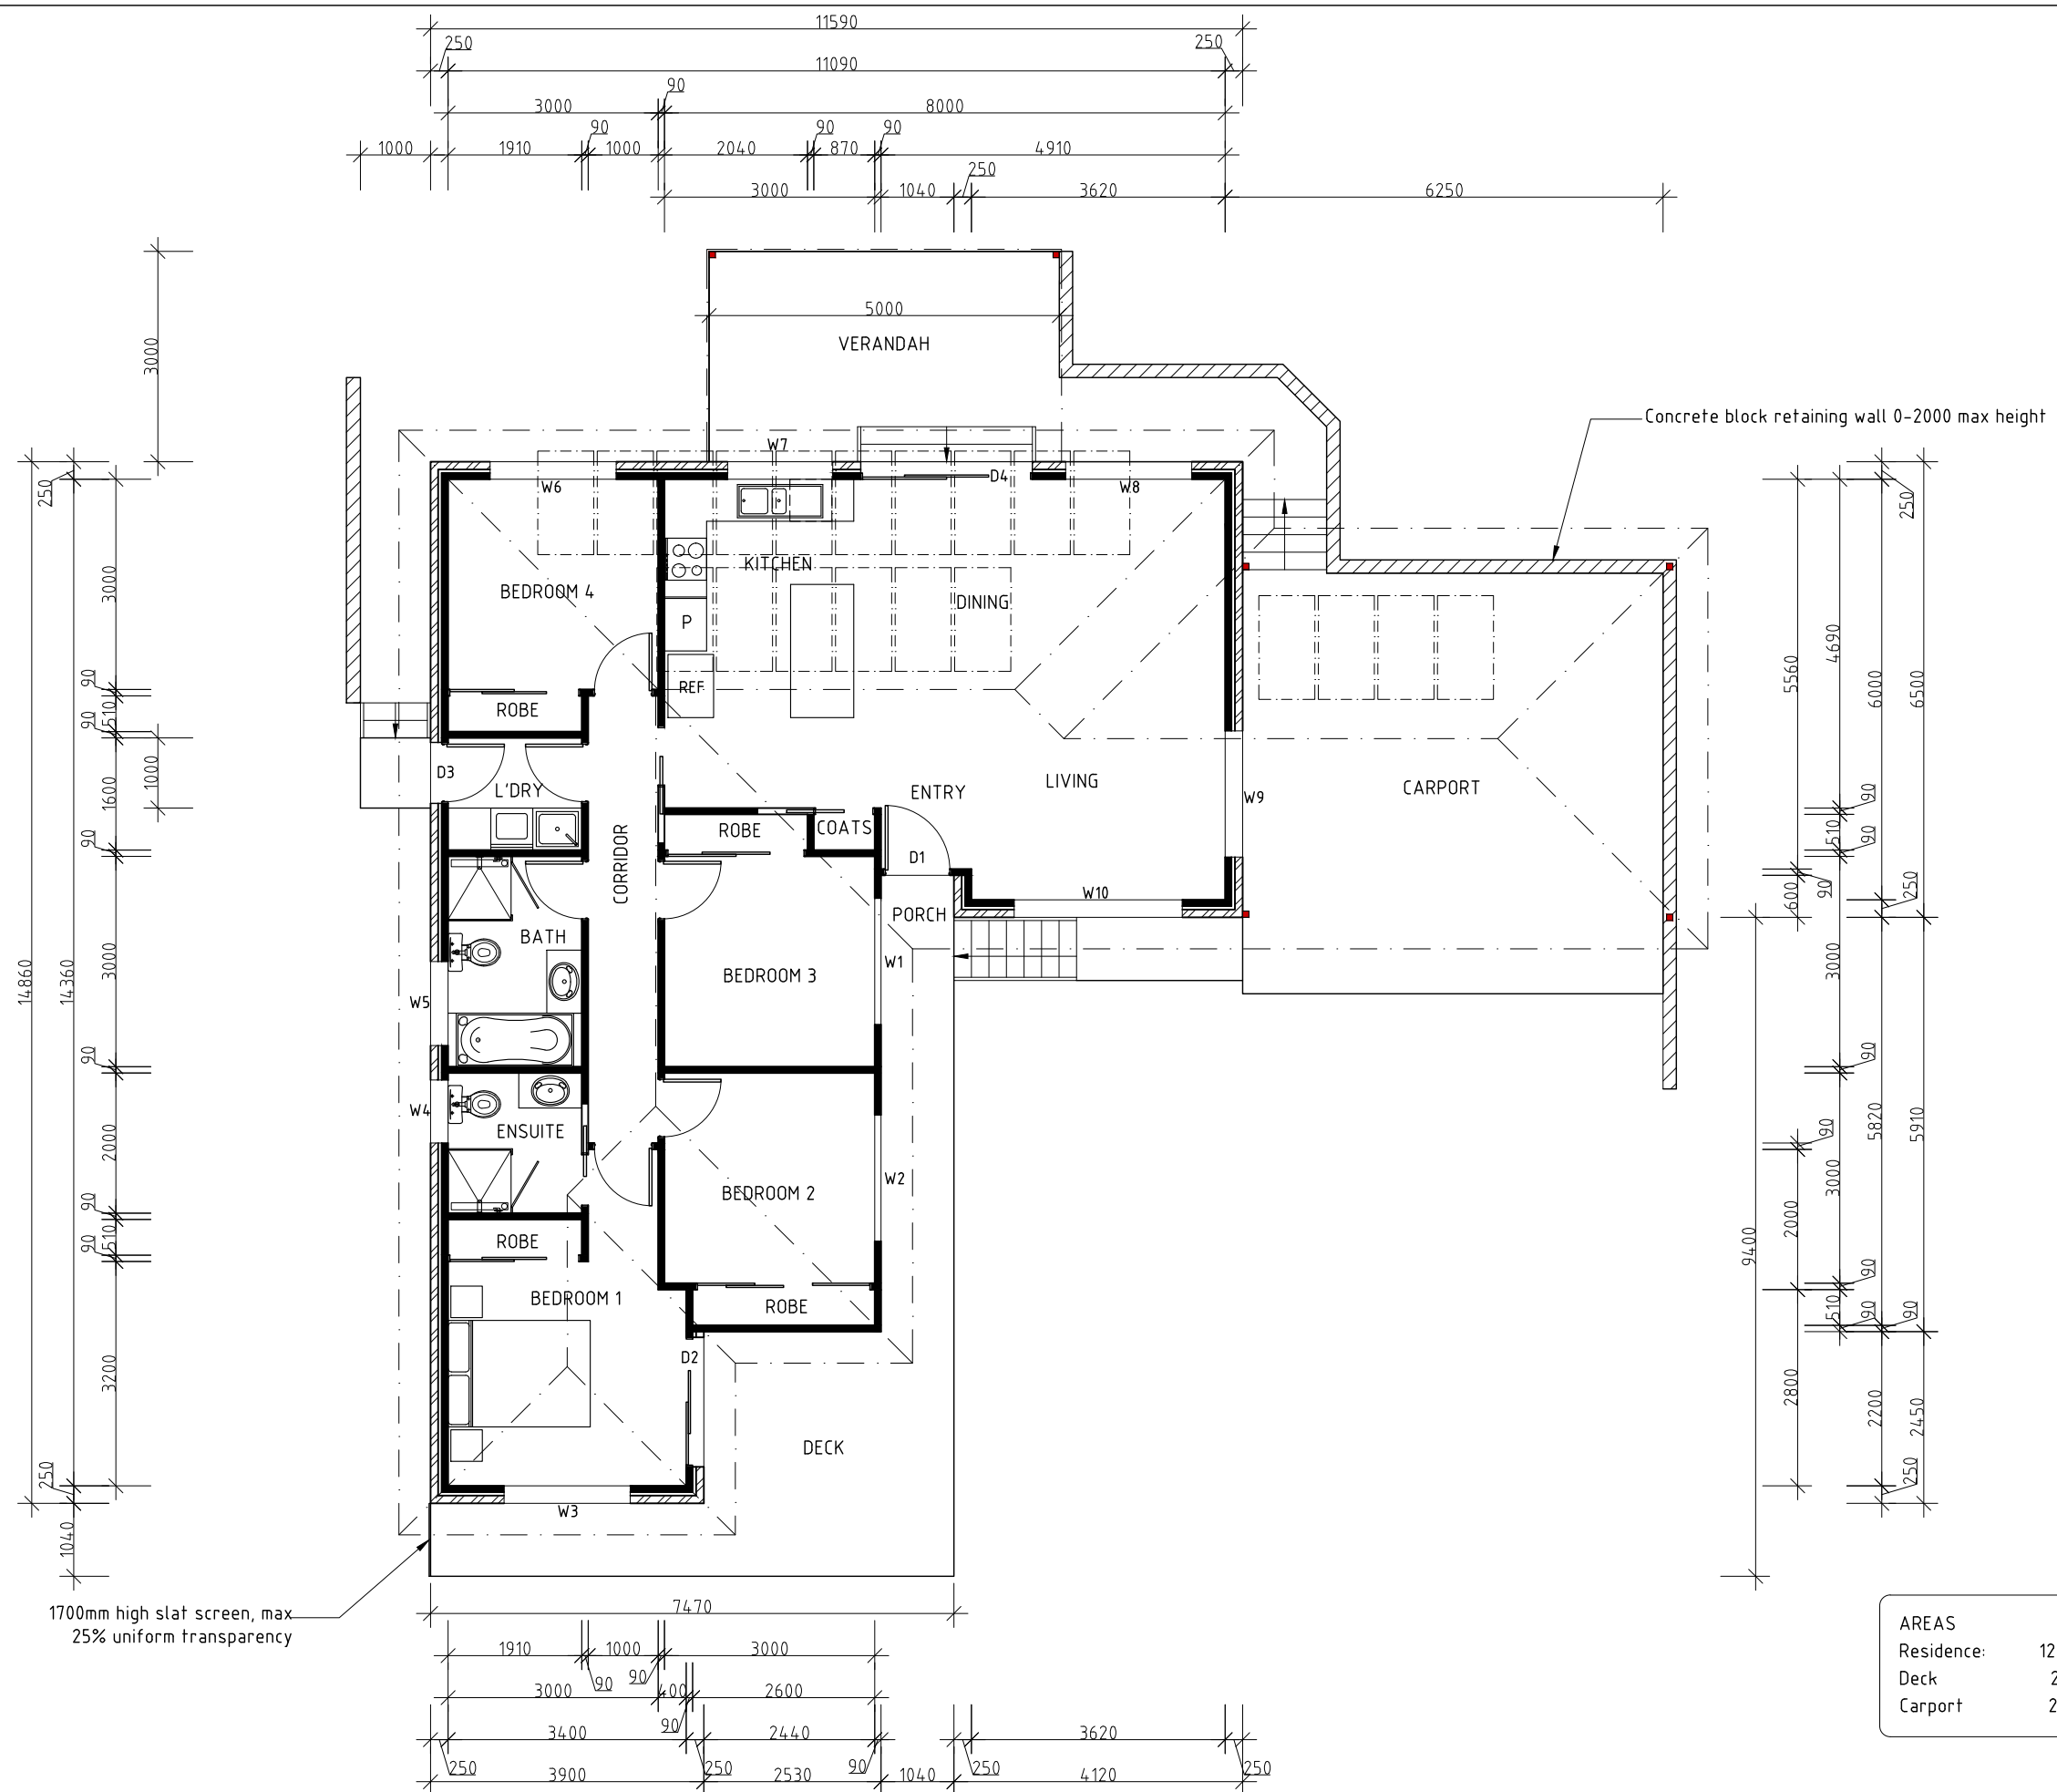 11590
250 250
11090
90
3000 8000
90 90 90
1000 1910 1000 2040 870 4910
250
3000 1040 3620 6250
3000
5000
VERANDAH
Concrete block retaining wall 0-2000 max height
W7
W6 D4 W8
250 250
KITCHEN
BEDROOM 4
DINING
3000
P
4690
5560
6000
6500
REF
90
ROBE
510
90
D3
1000
L'DRY
1600
LIVING
ENTRY
CARPORT
W9
90
ROBE
COATS
90
510
90
CORRIDOR
D1
90
600
250
W10
PORCH
BATH
W1
BEDROOM 3
3000
3000
W5
14860
14360
90
90
W4
ENSUITE
2000
90
5820
5910
BEDROOM 2
W2
3000
90
ROBE
510
90
2000
9400
BEDROOM 1
ROBE
90
510
90
90
D2
3200
2800
2200
2450
DECK
250
250
W3
1040
1700mm high slat screen, max
25% uniform transparency
7470
1910 1000 3000
90 90
3000 400 2600
90
3400 2440 3620
250 250 90 250 250
3900 2530 1040 4120
AREAS
Residence: 12
Deck 2
Carport 2